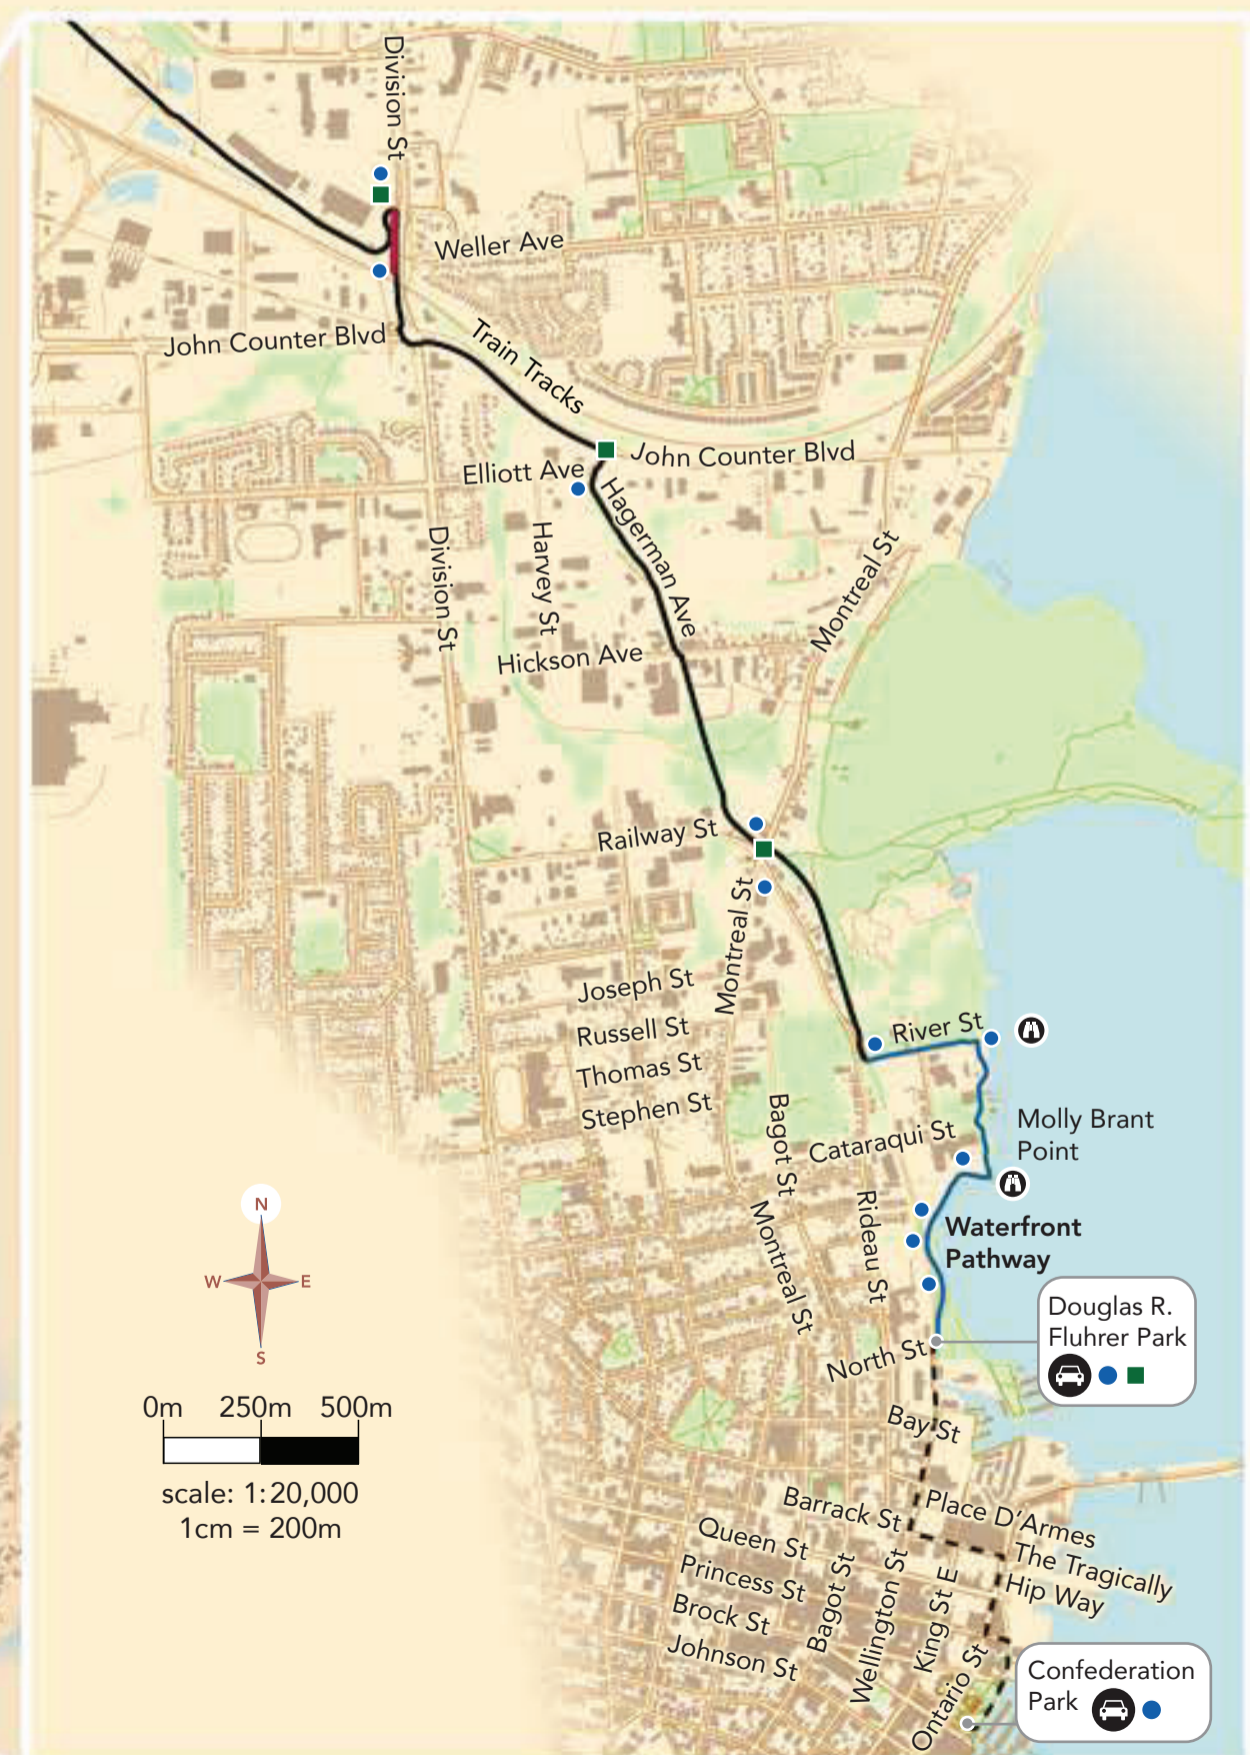 Division St
Weller Ave
John Counter Blvd
Train Tracks
John Counter Blvd
Elliott Ave
Hagerman Ave
Harvey St
Division St
Montreal St
Hickson Ave
Railway St
Montreal St
Joseph St
Russell St
Thomas St
Stephen St
River St
Bagot St
Cataraqui St
Molly Brant
Point
Rideau St
Montreal St
Waterfront
Pathway
N
W
E
S
Douglas R.
Fluhrer Park
North St
0m 250m 500m
scale: 1:20,000
1cm = 200m
Bay St
Barrack St
Place D'Armes
Queen St
The Tragically
Hip Way
Princess St
Brock St
Johnson St
Bagot St
Wellington St
King St E
Ontario St
Confederation
Park